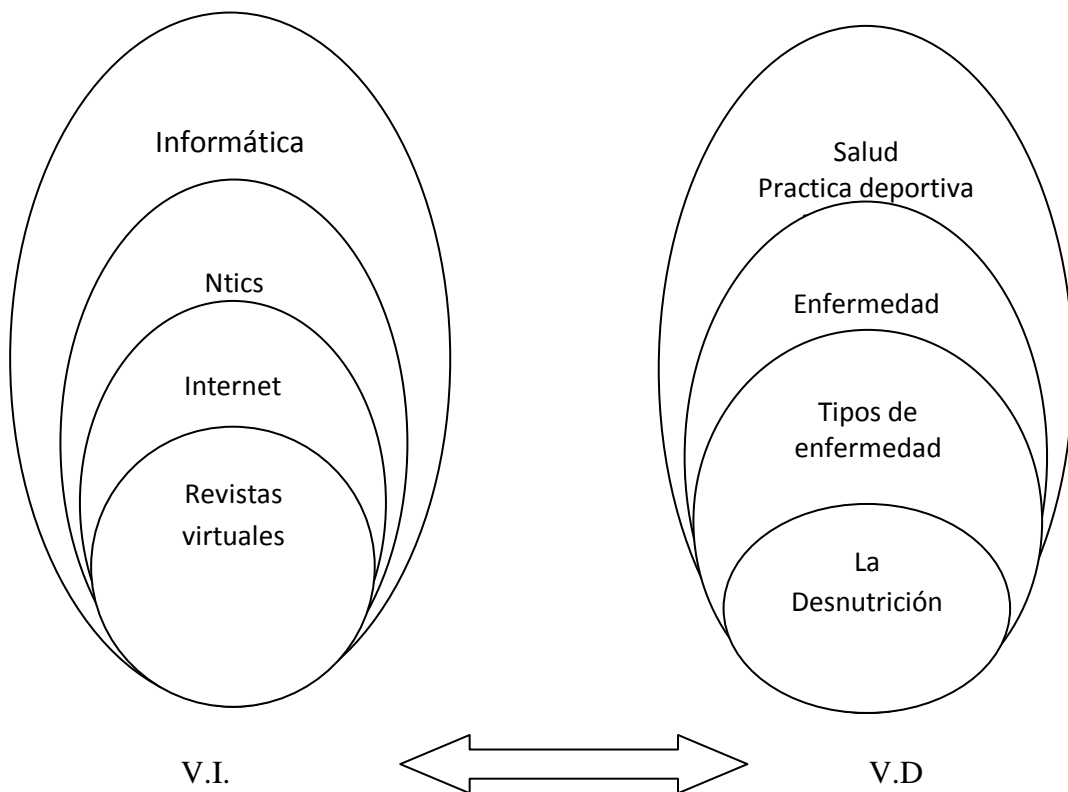 Informática
Ntics
Internet
Revistas
virtuales
V.I.
Salud
Practica deportiva
Enfermedad
Tipos de
enfermedad
La
Desnutrición
V.D